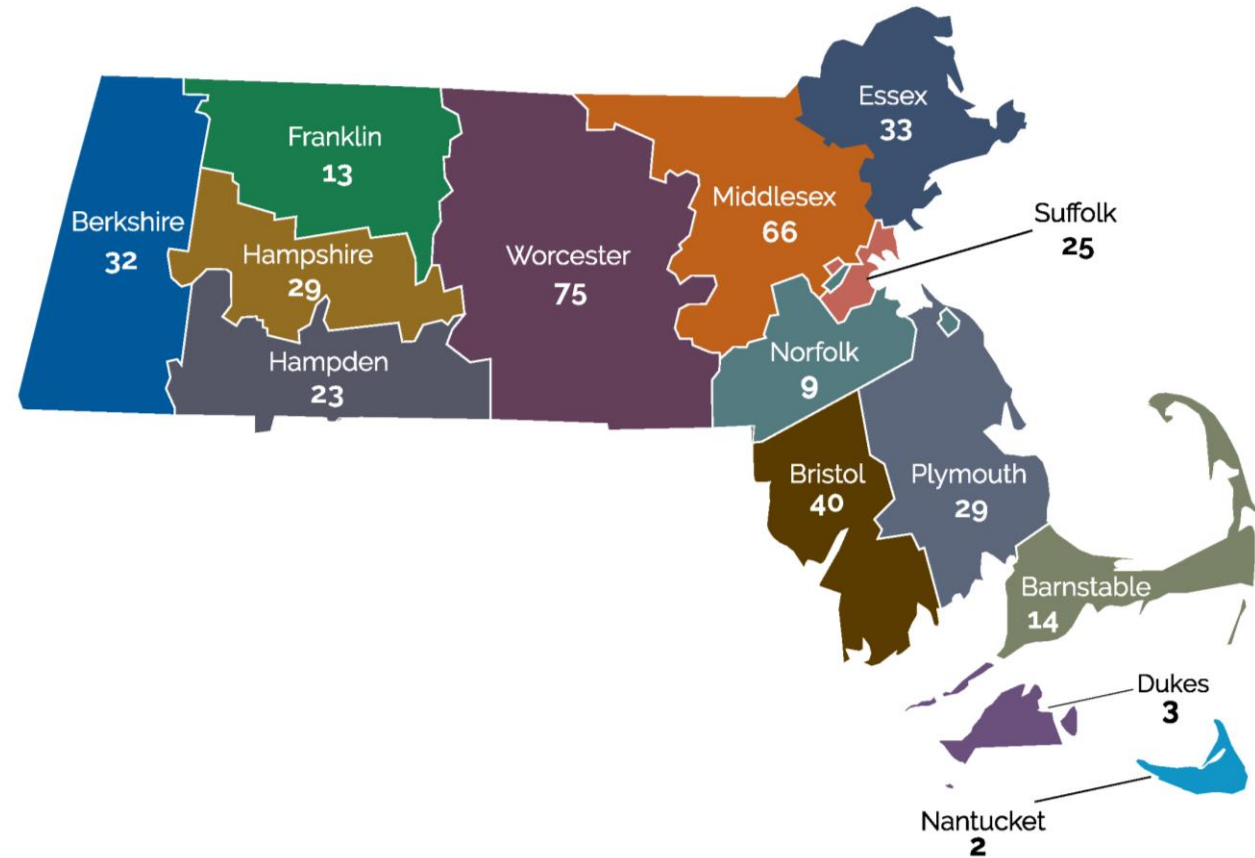 Essex
33
Franklin
13
Middlesex
66
Suffolk
25
Berkshire
32
Hampshire
29
Worcester
75
Norfolk
9
Hampden
23
Bristol
40
Plymouth
29
Barnstable
14
Dukes
3
Nantucket
2